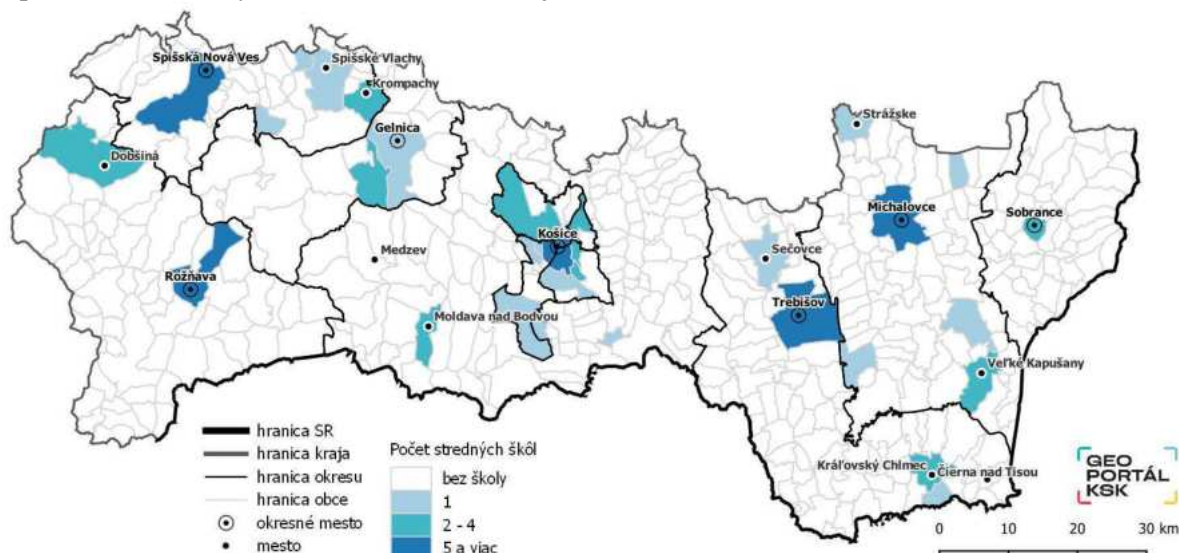 Spišská Nová Ves
Spišské Vlachy
Krompachy
Gelnica
Dobšiná
Rožňava
Medzev
Moldava nad Bodvou
Košice
Strážske
Michalovce
Sobrance
Sečovce
Trebišov
Veľké Kapušany
Kráľovský Chlmec
Čierna nad Tisou
hranica SR
hranica kraja
hranica okresu
hranica obce
okresné mesto
mesto
Počet stredných škôl
bez školy
1
2 - 4
5 a viac
GEO
PORTÁL
KSK
0 10 20 30 km